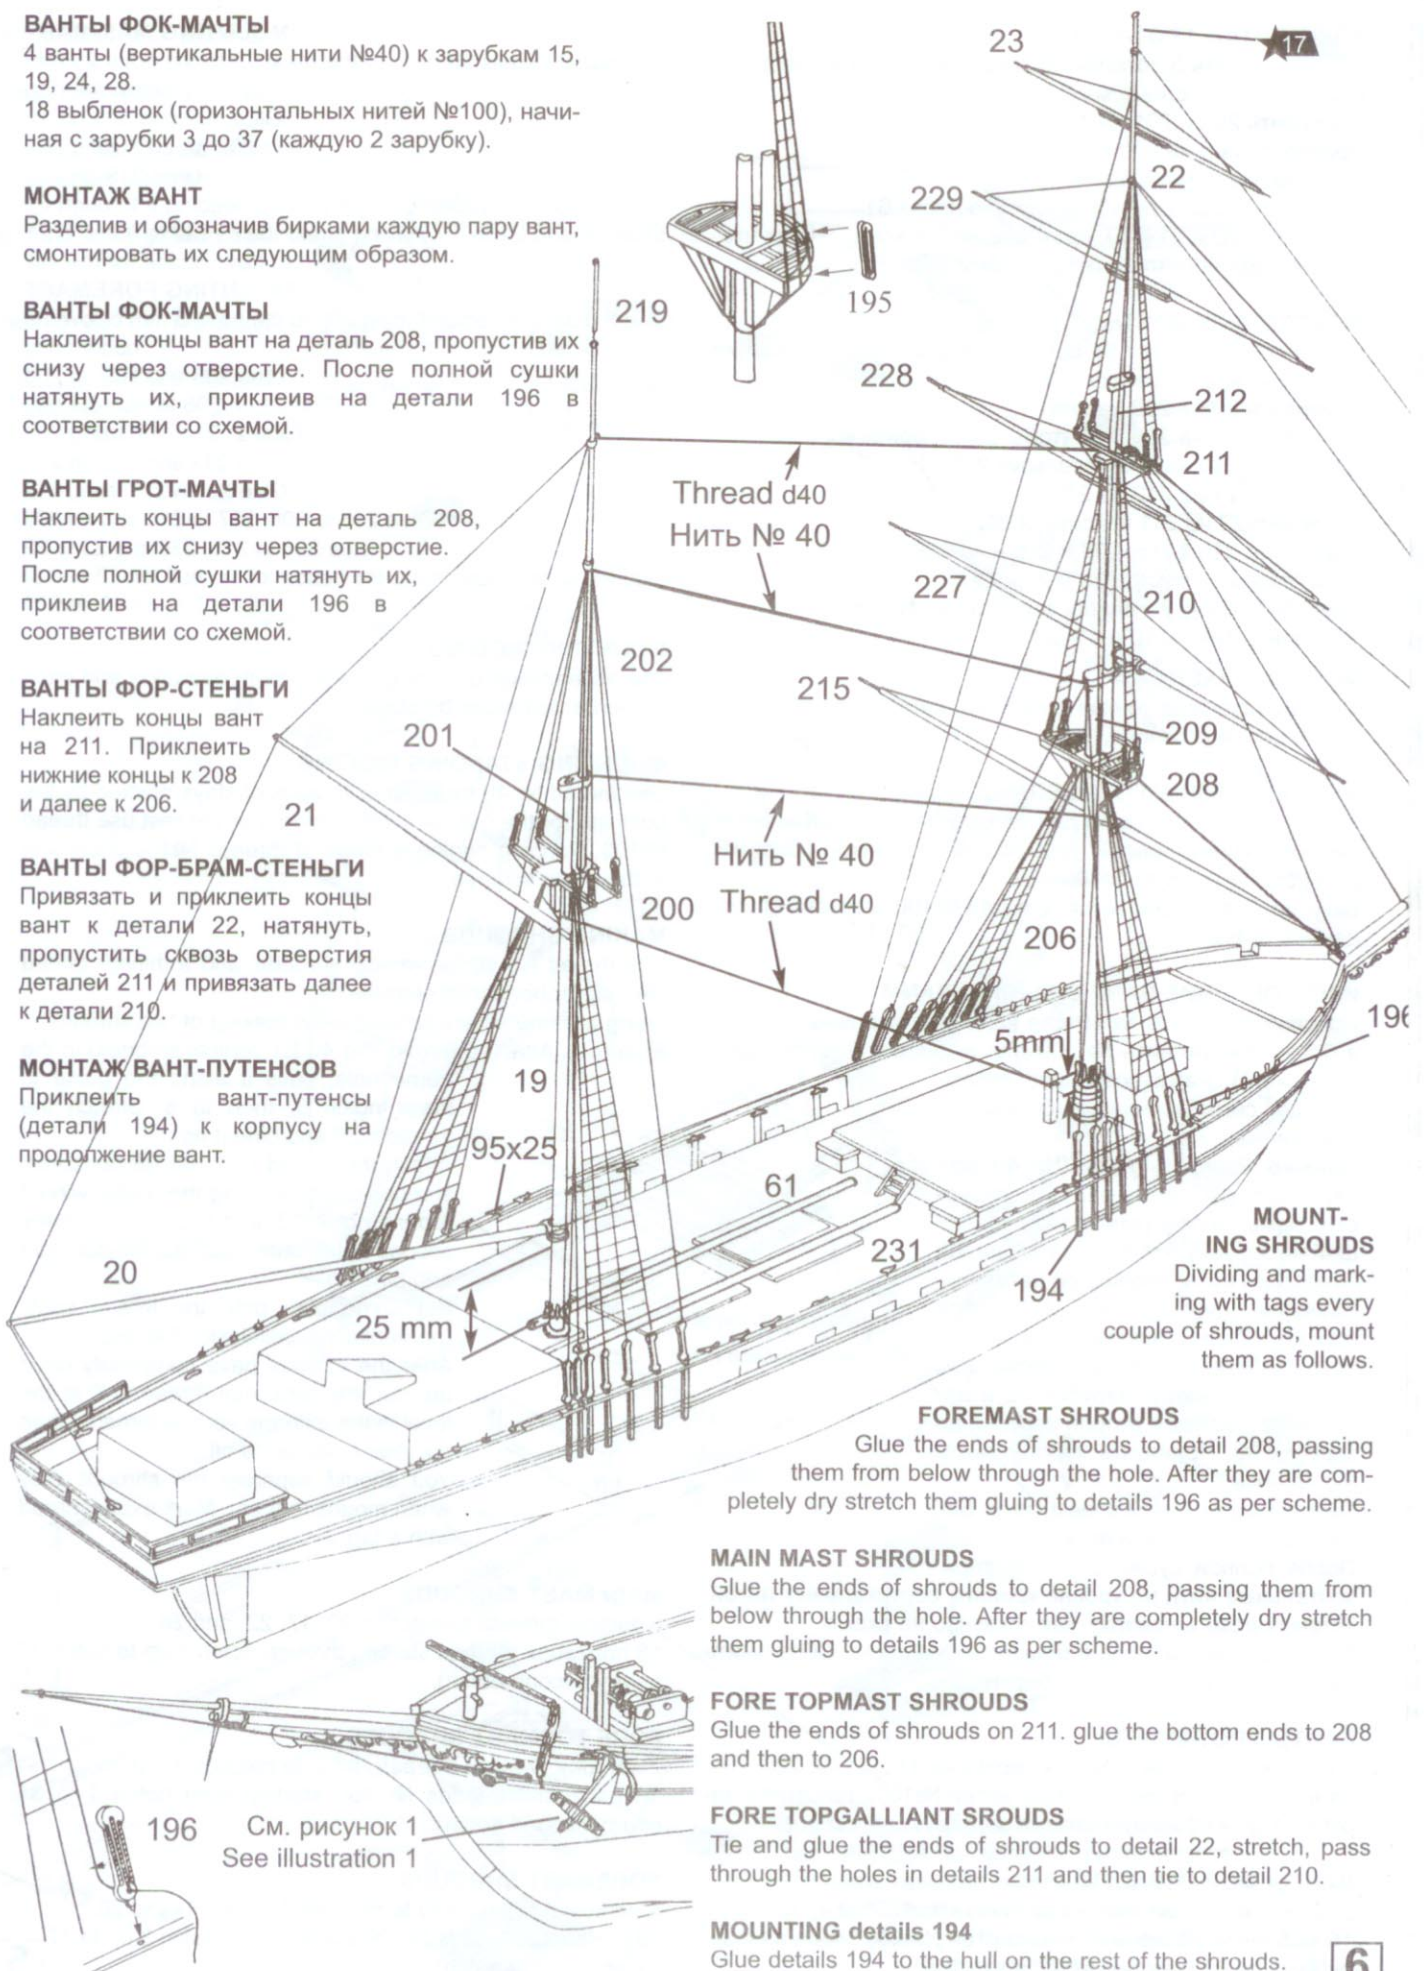 ВАНТЫ ФОК-МАЧТЫ
4 ванты (вертикальные нити №40) к зарубкам 15,
19, 24, 28.
18 выбленок (горизонтальных нитей №100), начи-
ная с зарубки 3 до 37 (каждую 2 зарубку).
МОНТАЖ ВАНТ
Разделив и обозначив бирками каждую пару вант,
смонтировать их следующим образом.
ВАНТЫ ФОК-МАЧТЫ
Наклеить концы вант на деталь 208, пропустив их
снизу через отверстие. После полной сушки
натянуть их, приклеив на детали 196 в
соответствии со схемой.
ВАНТЫ ГРОТ-МАЧТЫ
Наклеить концы вант на деталь 208,
пропустив их снизу через отверстие.
После полной сушки натянуть их,
приклеив на детали 196 в
соответствии со схемой.
ВАНТЫ ФОР-СТЕНЬГИ
Наклеить концы вант
на 211. Приклеить
нижние концы к 208
и далее к 206.
ВАНТЫ ФОР-БРАМ-СТЕНЬГИ
Привязать и приклеить концы
вант к детали 22, натянуть,
пропустить сквозь отверстия
деталей 211 и привязать далее
к детали 210.
МОНТАЖ ВАНТ-ПУТЕНСОВ
Приклеить вант-путенсы
(детали 194) к корпусу на
продолжение вант.
23
17
22
229
195
219
228
212
211
Thread d40
Нить № 40
227
210
202
215
201
209
208
21
Нить № 40
Thread d40
200
206
196
5mm
19
95x25
61
231
20
194
25 mm
MOUNT-
ING SHROUDS
Dividing and mark-
ing with tags every
couple of shrouds, mount
them as follows.
FOREMAST SHROUDS
Glue the ends of shrouds to detail 208, passing
them from below through the hole. After they are com-
pletely dry stretch them gluing to details 196 as per scheme.
MAIN MAST SHROUDS
Glue the ends of shrouds to detail 208, passing them from
below through the hole. After they are completely dry stretch
them gluing to details 196 as per scheme.
FORE TOPMAST SHROUDS
Glue the ends of shrouds on 211. glue the bottom ends to 208
and then to 206.
FORE TOPGALLIANT SROUDS
Tie and glue the ends of shrouds to detail 22, stretch, pass
through the holes in details 211 and then tie to detail 210.
MOUNTING details 194
Glue details 194 to the hull on the rest of the shrouds.
196
См. рисунок 1
See illustration 1
6